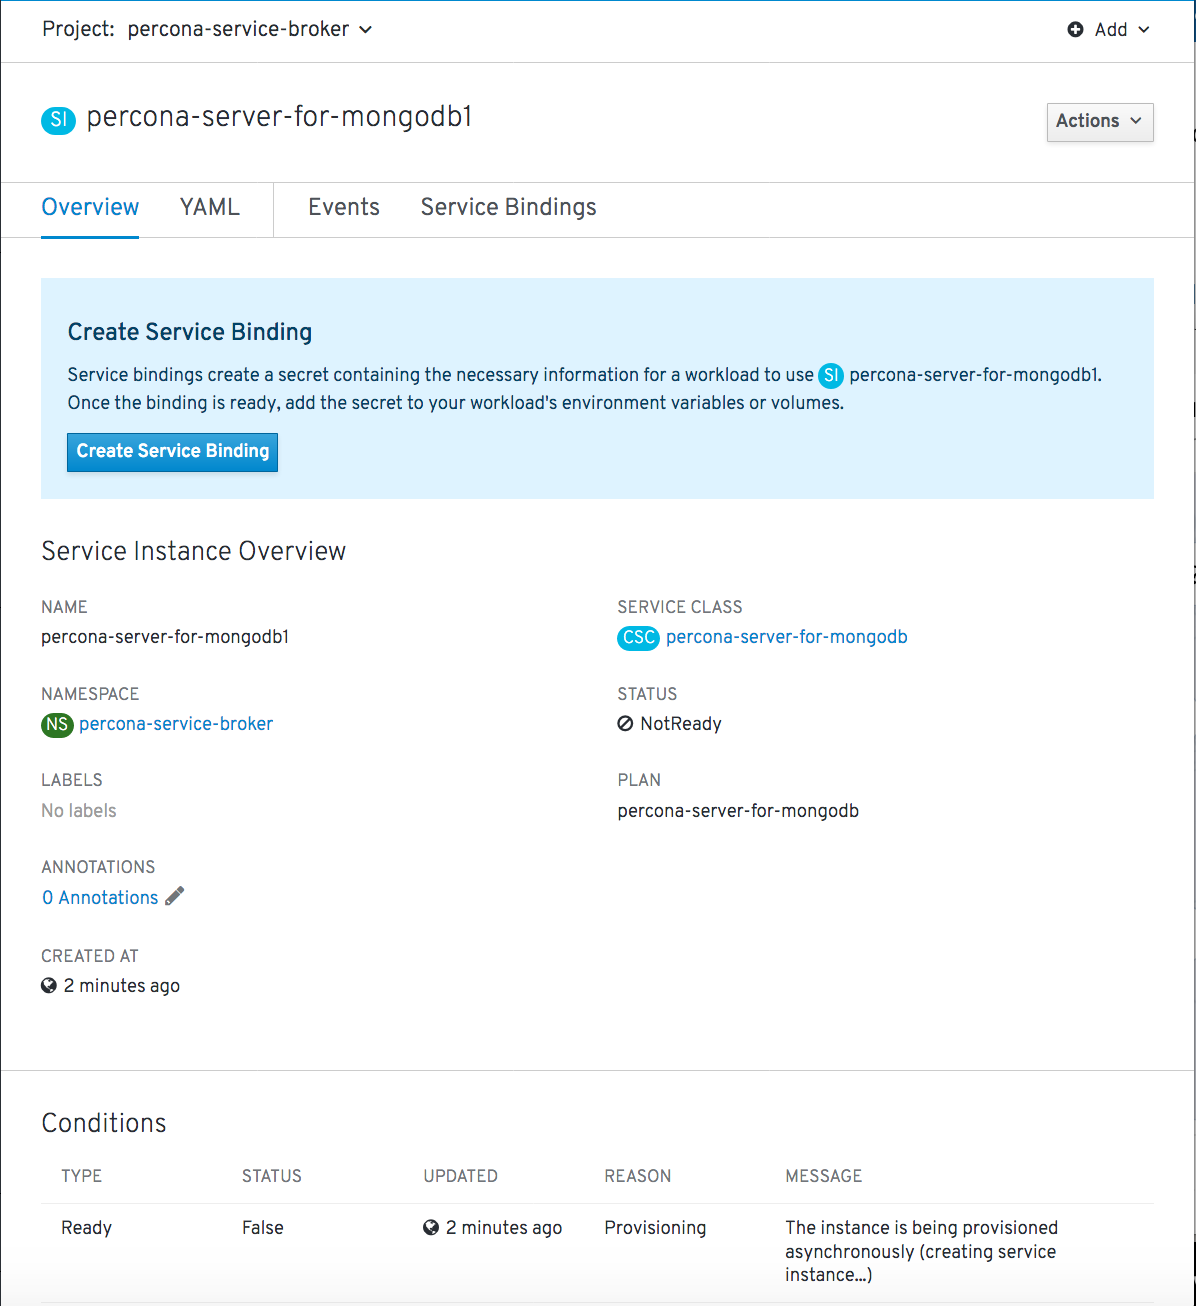 Project: percona-service-broker
Add
SI percona-server-for-mongodb1
Actions
Overview YAML Events Service Bindings
Create Service Binding
Service bindings create a secret containing the necessary information for a workload to use SI percona-server-for-mongodb1.
Once the binding is ready, add the secret to your workload's environment variables or volumes.
Create Service Binding
Service Instance Overview
NAME
percona-server-for-mongodb1
NAMESPACE
NS percona-service-broker
LABELS
No labels
ANNOTATIONS
0 Annotations
CREATED AT
2 minutes ago
SERVICE CLASS
CSC percona-server-for-mongodb
STATUS
NotReady
PLAN
percona-server-for-mongodb
Conditions
TYPE STATUS UPDATED REASON MESSAGE
Ready False 2 minutes ago Provisioning The instance is being provisioned
asynchronously (creating service
instance...)